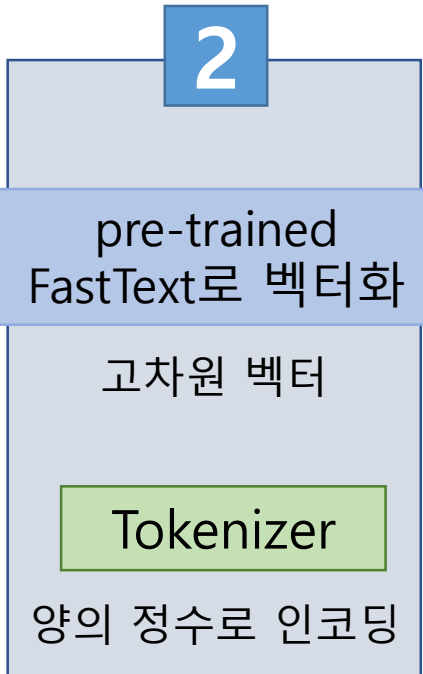 2
pre-trained
FastText로 벡터화
고차원 벡터
Tokenizer
양의 정수로 인코딩